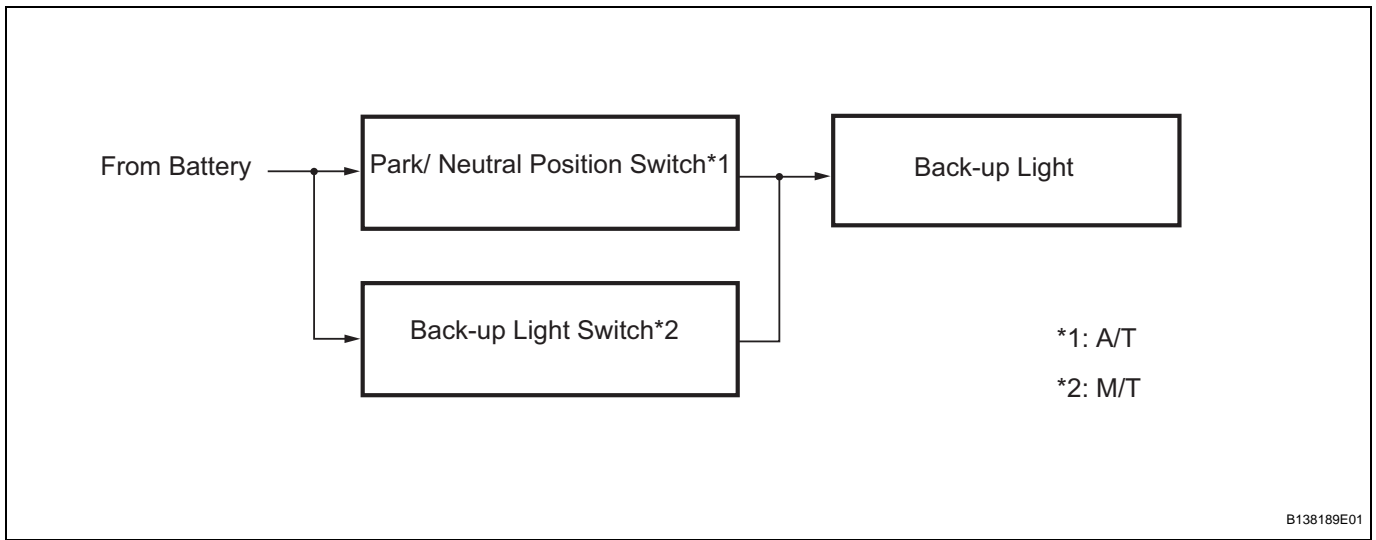 From Battery
Park/ Neutral Position Switch*1
Back-up Light
Back-up Light Switch*2
*1: A/T
*2: M/T
B138189E01